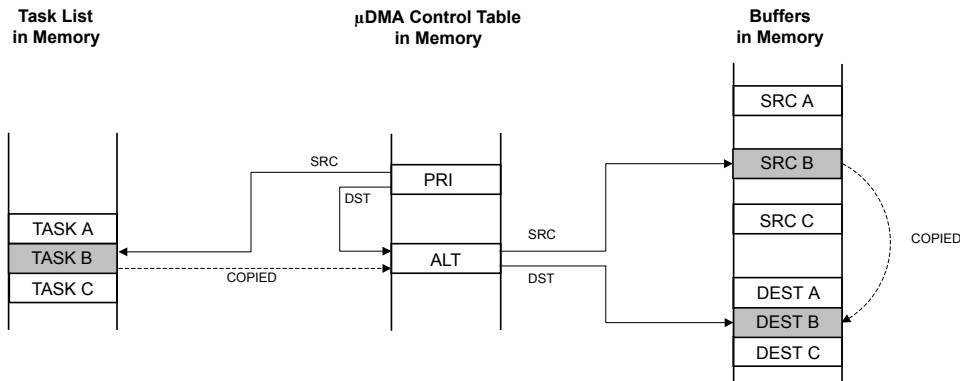 Task List
in Memory
µDMA Control Table
in Memory
Buffers
in Memory
SRC A
SRC
SRC B
PRI
DST
TASK A
SRC C
SRC
COPIED
TASK B
ALT
COPIED
DST
TASK C
DEST A
DEST B
DEST C